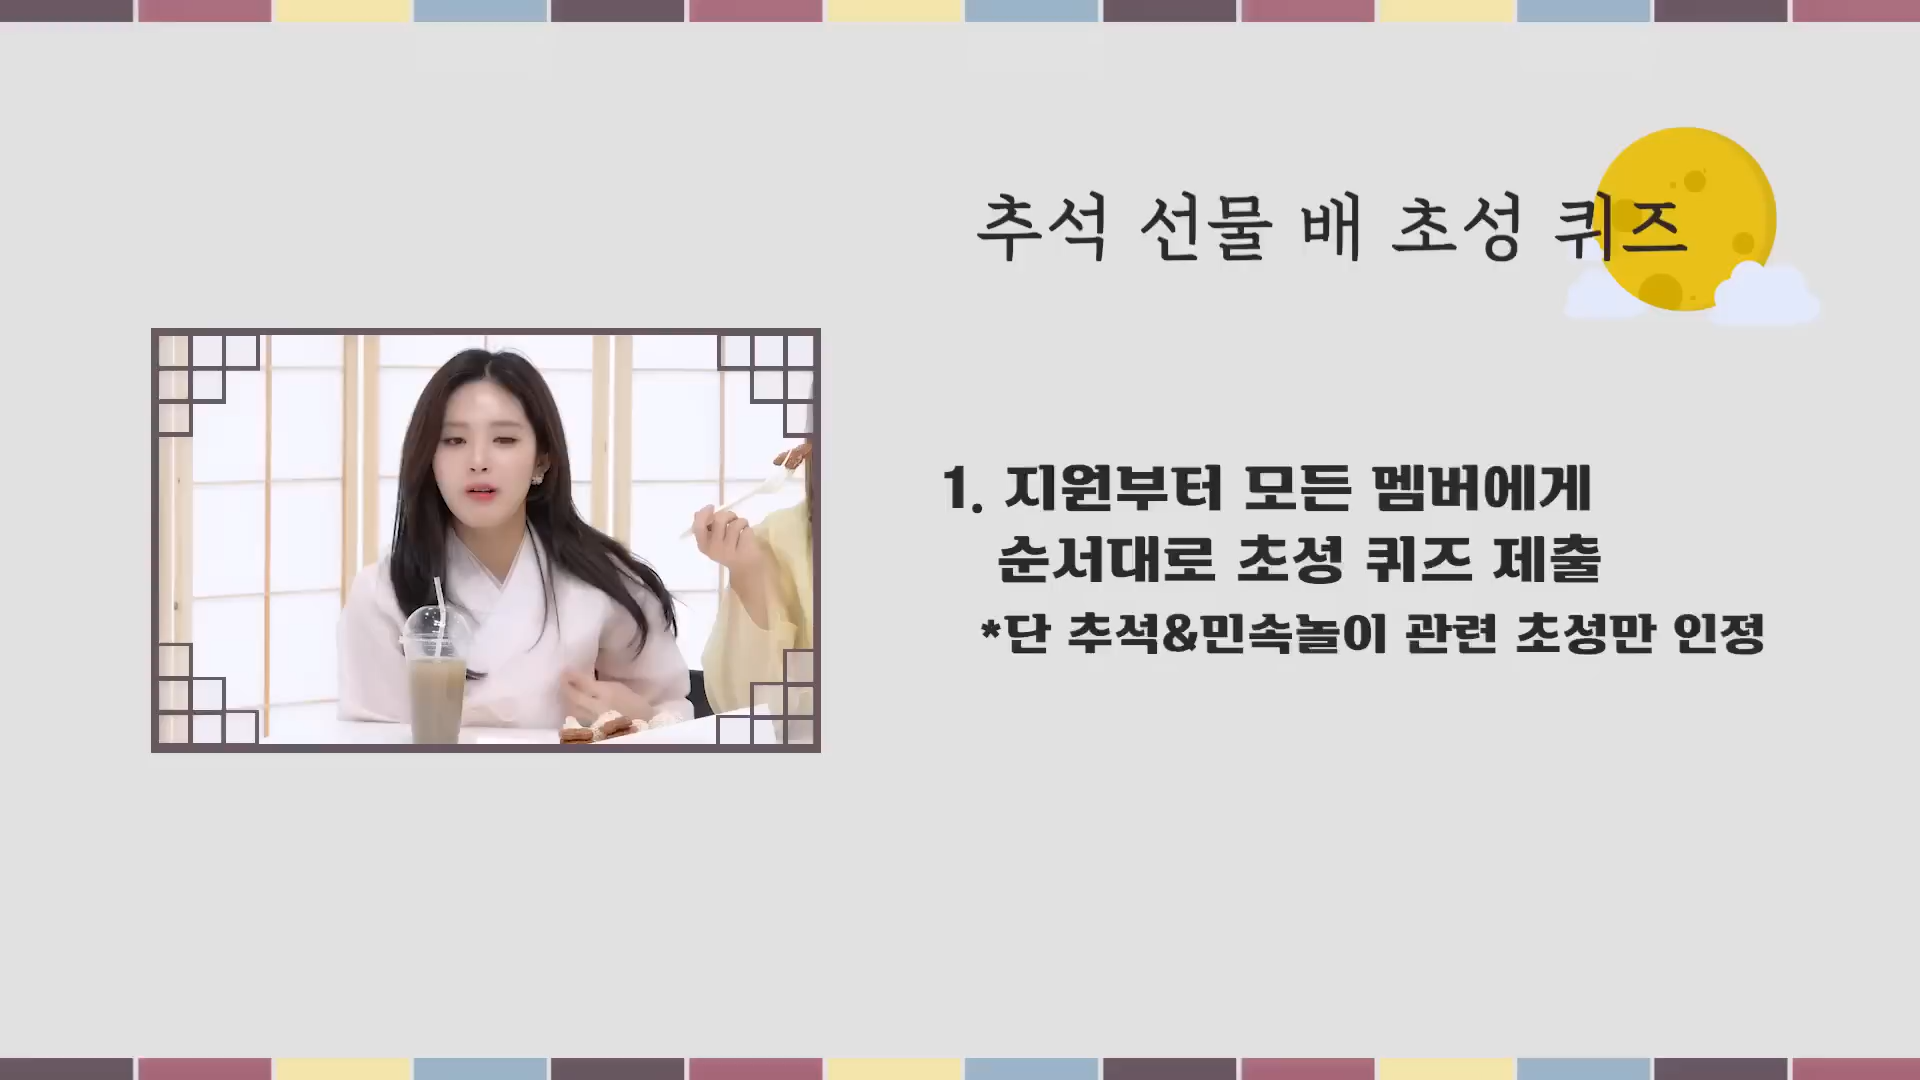 추석 선물 배 초성 퀴즈
1. 지원부터 모든 멤버에게
순서대로 초성 퀴즈 제출
*단 추석&민속놀이 관련 초성만 인정